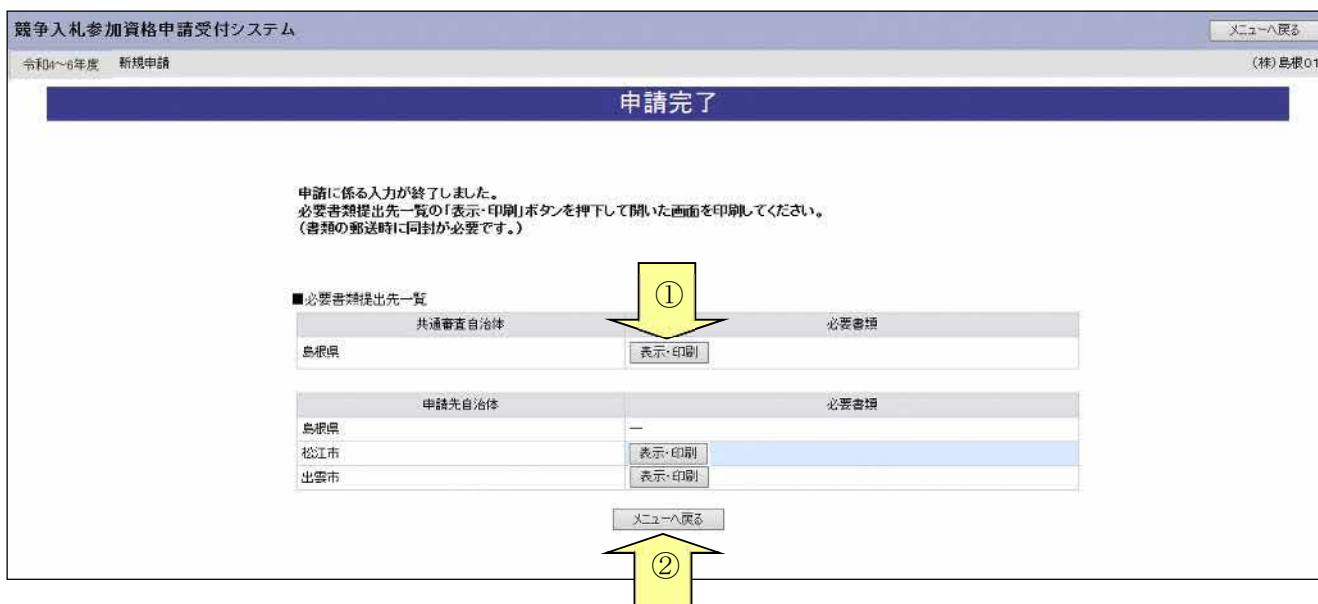 競争入札参加資格申請受付システム
メニューへ戻る
令和4～6年度 新規申請
(株)島根01
申請完了
申請に係る入力が終了しました。
必要書類提出先一覧の「表示・印刷」ボタンを押下して開いた画面を印刷してください。
(書類の郵送時に同封が必要です。)
①
■必要書類提出先一覧
共通審査自治体 必要書類
島根県 表示・印刷
申請先自治体 必要書類
島根県 ―
松江市 表示・印刷
出雲市 表示・印刷
メニューへ戻る
②